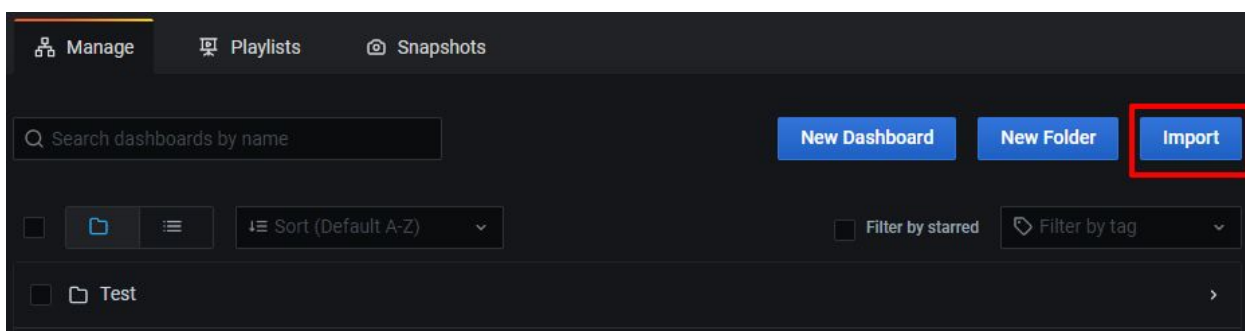 Manage Playlists Snapshots
Search dashboards by name New Dashboard New Folder Import
Sort (Default A-Z) Filter by starred Filter by tag
Test